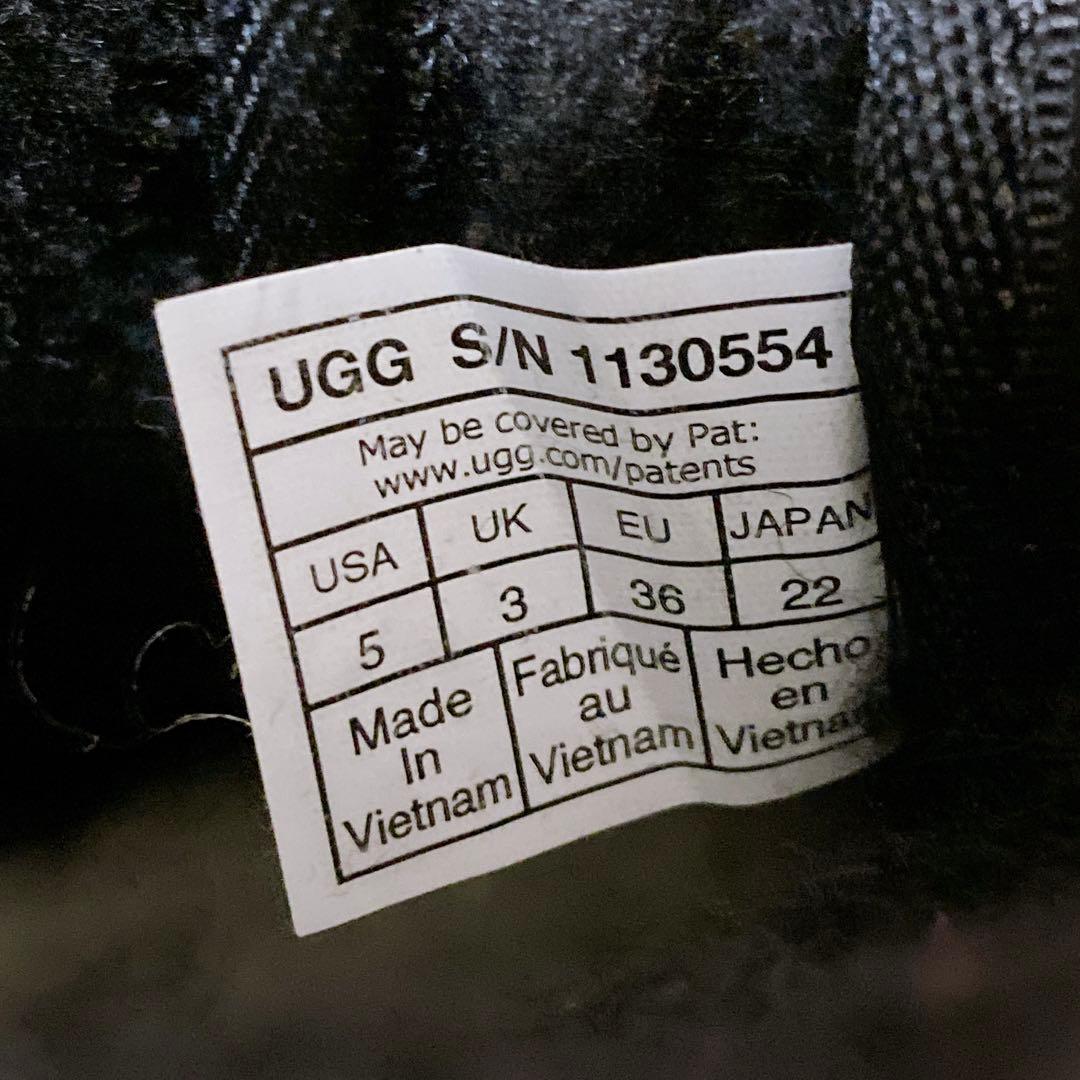 UGG S/N 1130554
May be covered by Pat:
www.ugg.com/patents
USA UK EU JAPAN
5 3 36 22
Made
In
Vietnam
Fabriqué
au
Vietnam
Hecho
en
Vietnam